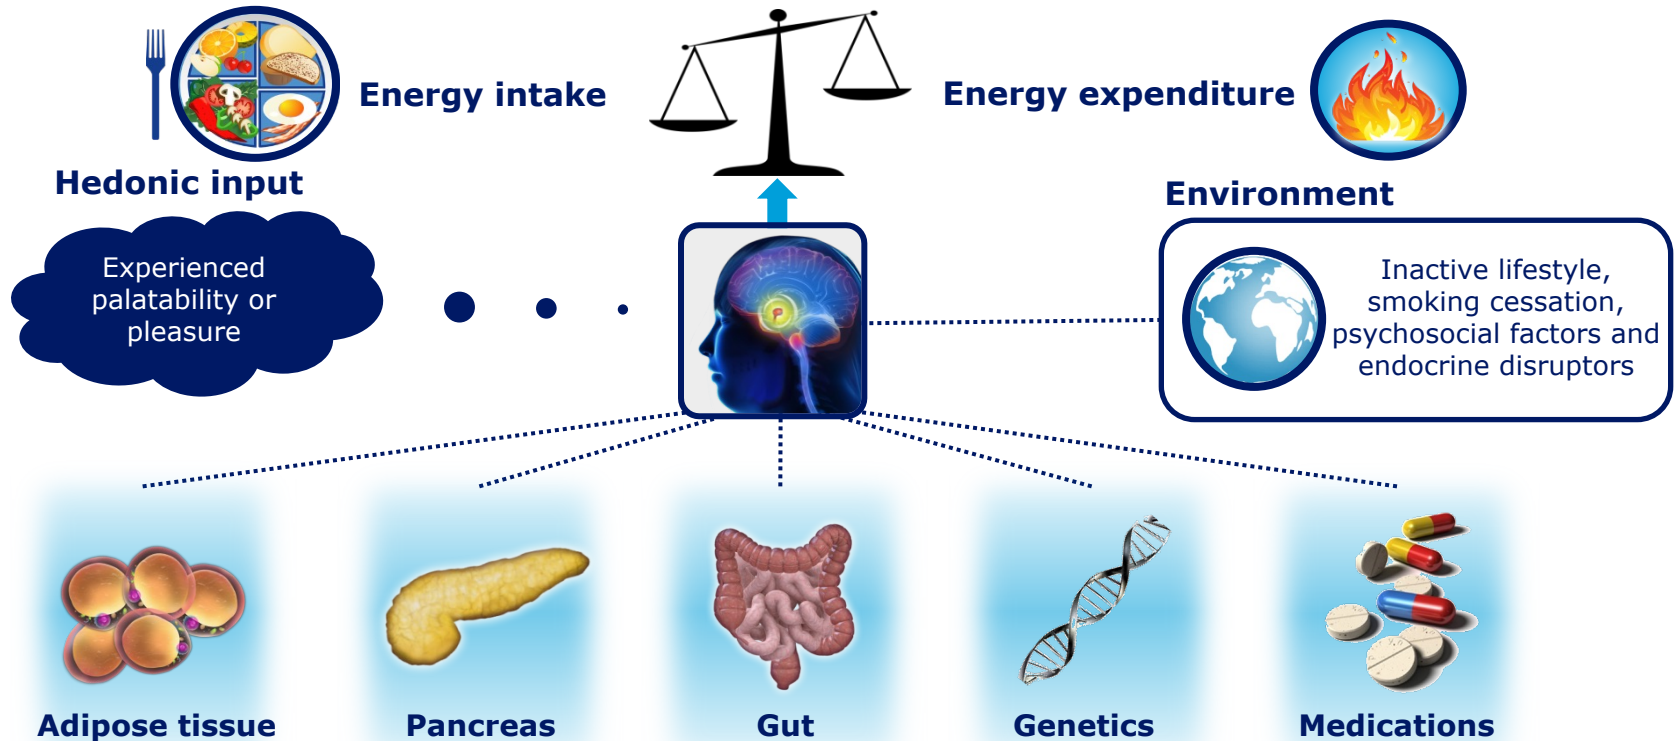 Energy intake
Energy expenditure
Hedonic input
Environment
Experienced
palatability or
pleasure
Inactive lifestyle,
smoking cessation,
psychosocial factors and
endocrine disruptors
Adipose tissue
Pancreas
Gut
Genetics
Medications